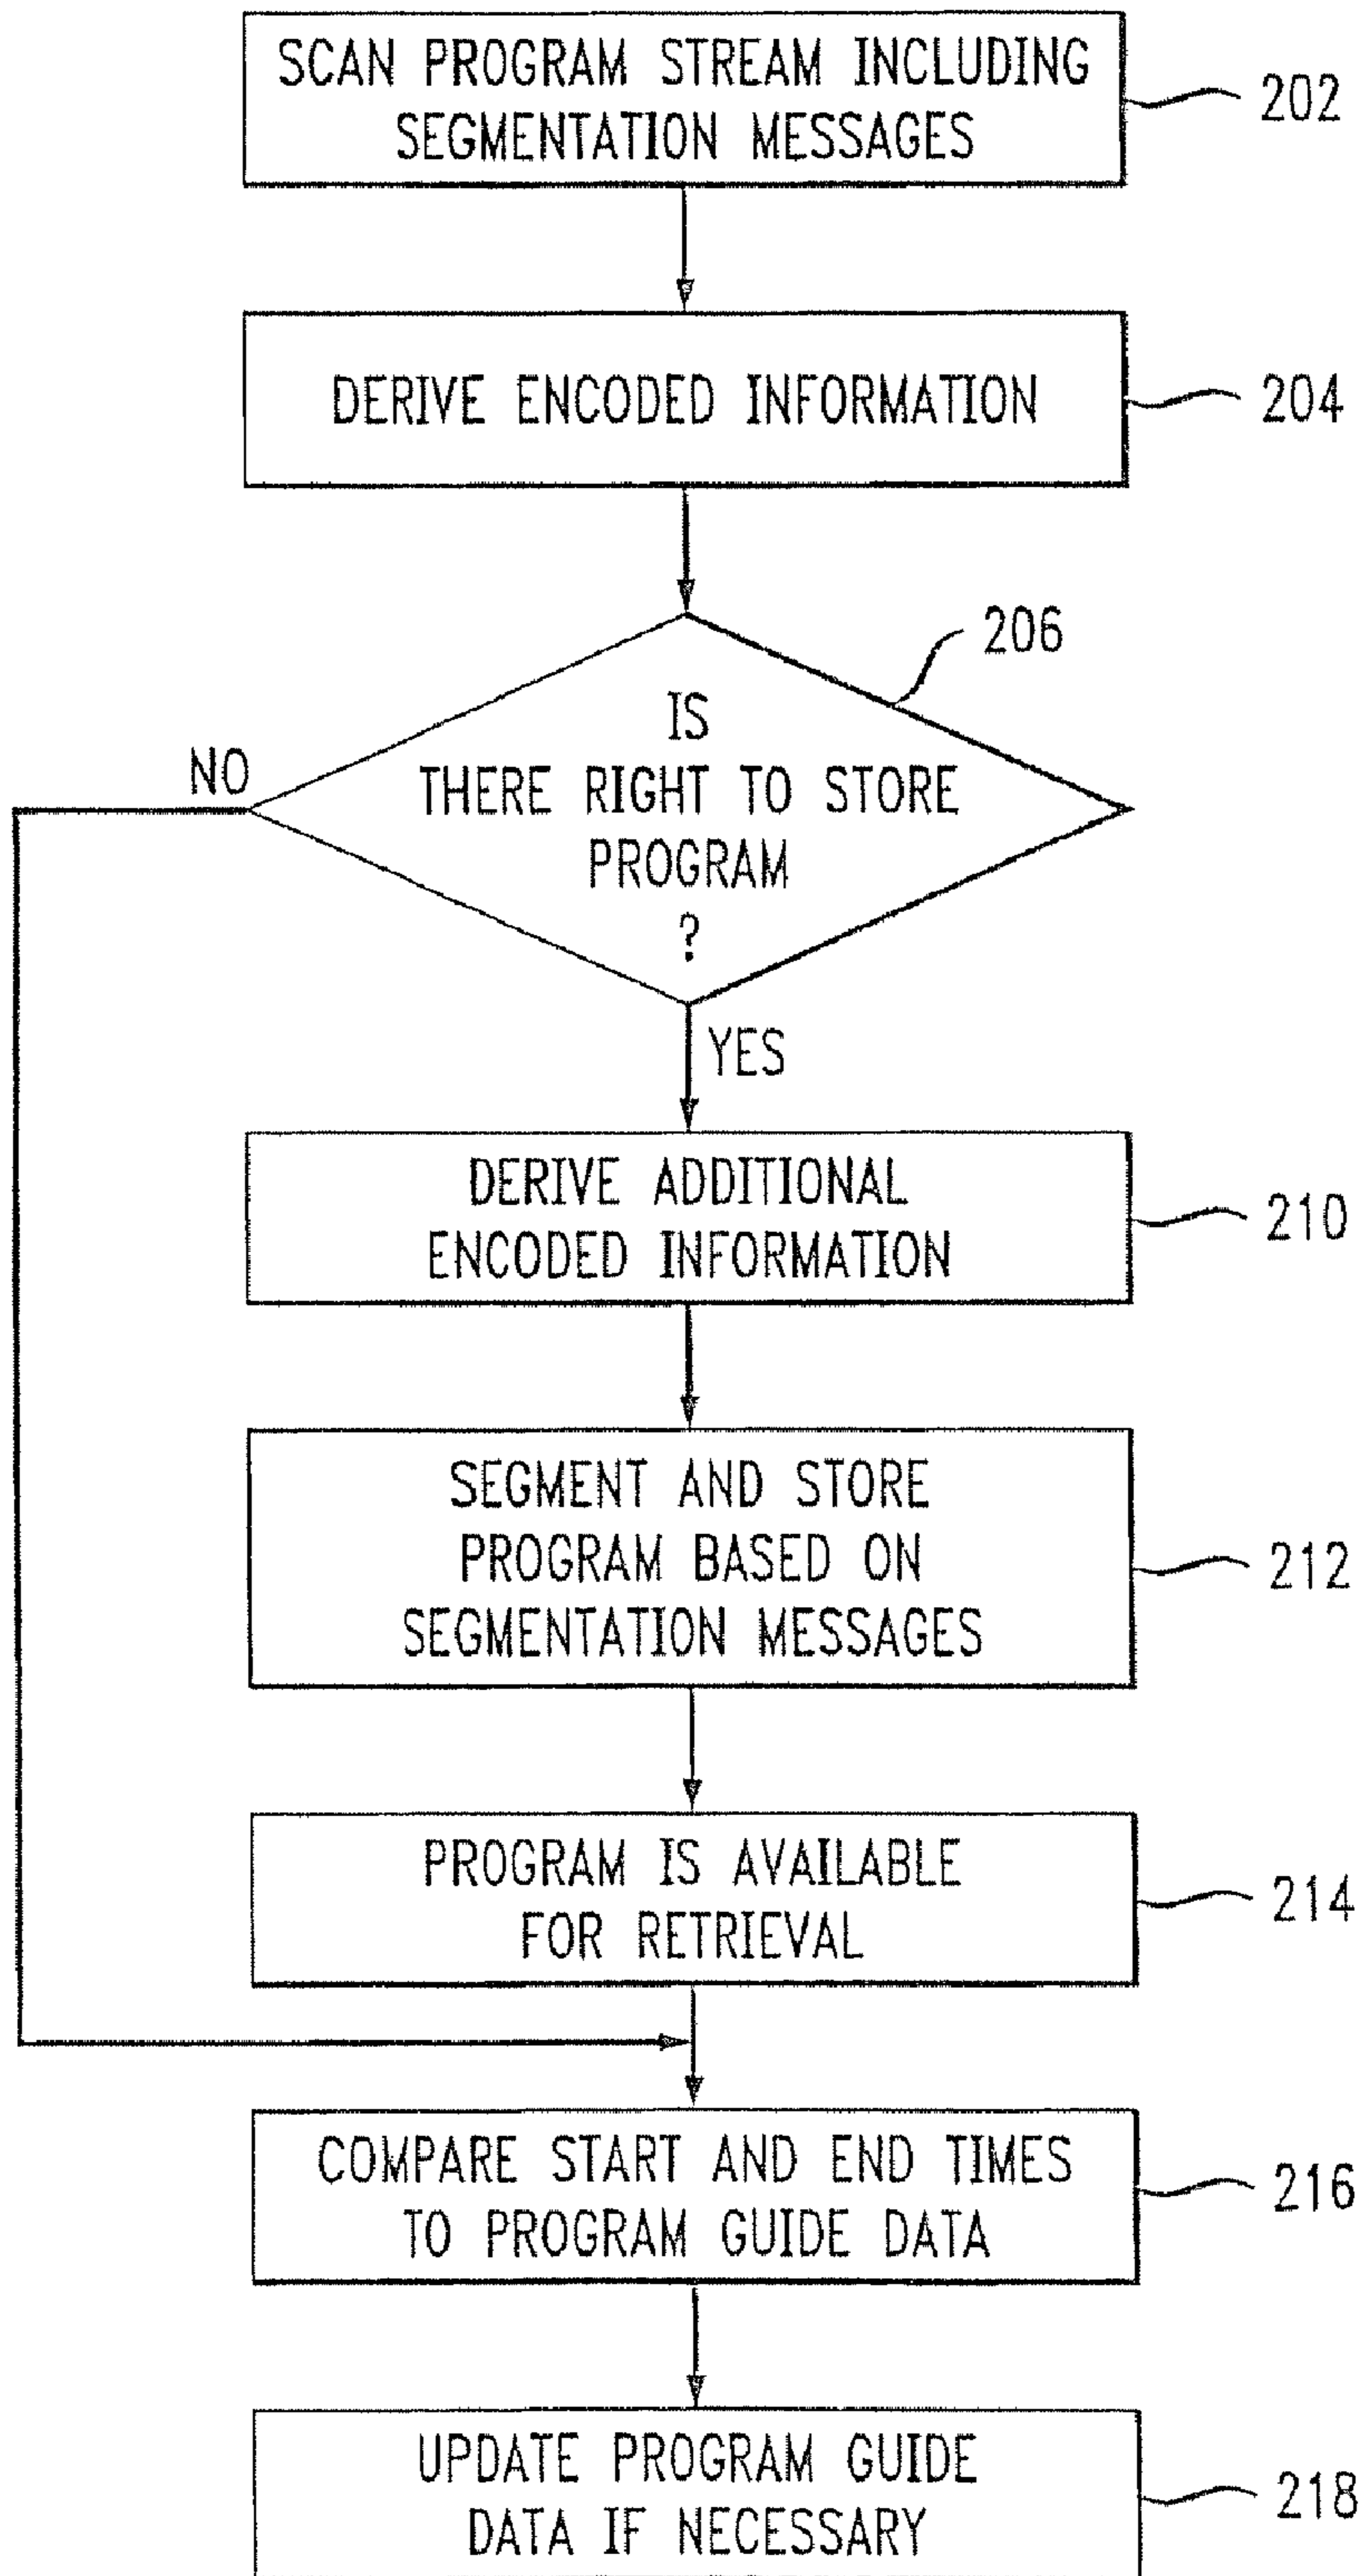 SCAN PROGRAM STREAM INCLUDING
SEGMENTATION MESSAGES
202
DERIVE ENCODED INFORMATION
204
206
IS
THERE RIGHT TO STORE
PROGRAM
?
NO
YES
DERIVE ADDITIONAL
ENCODED INFORMATION
210
SEGMENT AND STORE
PROGRAM BASED ON
SEGMENTATION MESSAGES
212
PROGRAM IS AVAILABLE
FOR RETRIEVAL
214
COMPARE START AND END TIMES
TO PROGRAM GUIDE DATA
216
UPDATE PROGRAM GUIDE
DATA IF NECESSARY
218